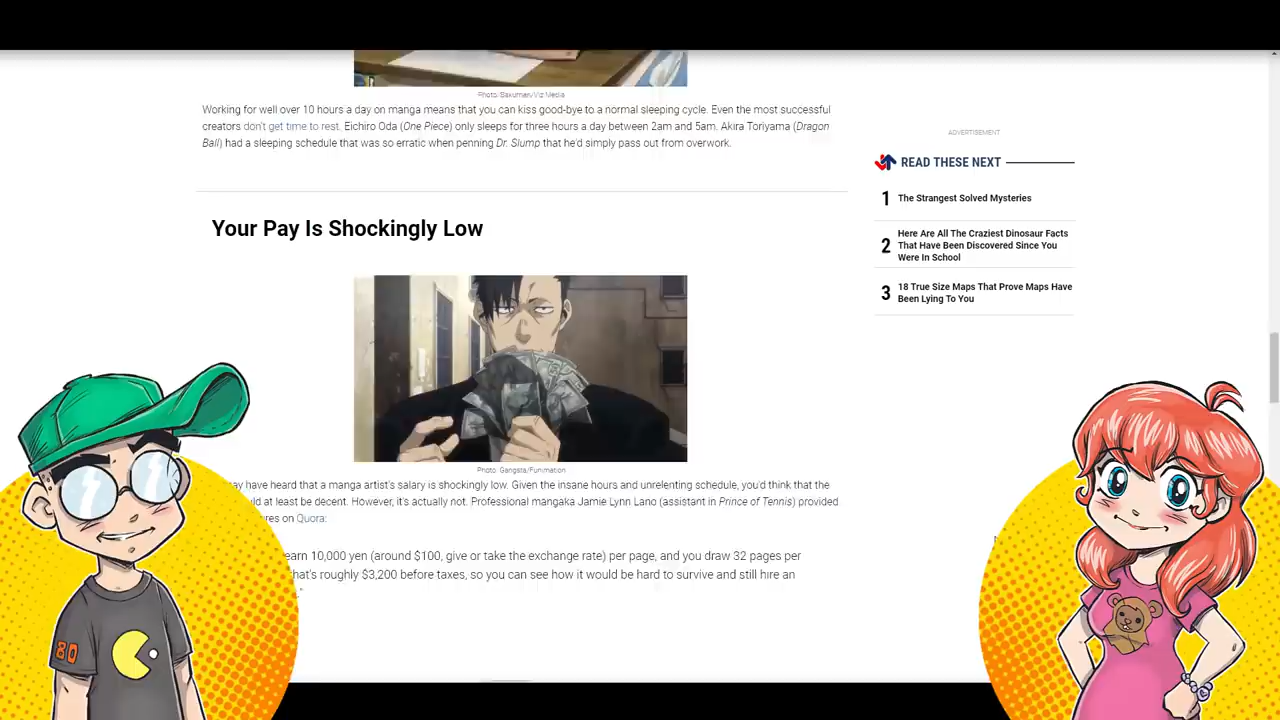 Photo: Bakuman/Viz Media
Working for well over 10 hours a day on manga means that you can kiss good-bye to a normal sleeping cycle. Even the most successful
creators don't get time to rest. Eichiro Oda (One Piece) only sleeps for three hours a day between 2am and 5am. Akira Toriyama (Dragon
Ball) had a sleeping schedule that was so erratic when penning Dr. Slump that he'd simply pass out from overwork.
Your Pay Is Shockingly Low
Photo: Gangsta/Funimation
ay have heard that a manga artist's salary is shockingly low. Given the insane hours and unrelenting schedule, you'd think that the
ld at least be decent. However, it's actually not. Professional mangaka Jamie Lynn Lano (assistant in Prince of Tennis) provided
res on Quora:
earn 10,000 yen (around $100, give or take the exchange rate) per page, and you draw 32 pages per
hat's roughly $3,200 before taxes, so you can see how it would be hard to survive and still hire an
ADVERTISEMENT
READ THESE NEXT
1 The Strangest Solved Mysteries
2 Here Are All The Craziest Dinosaur Facts
That Have Been Discovered Since You
Were In School
3 18 True Size Maps That Prove Maps Have
Been Lying To You
80